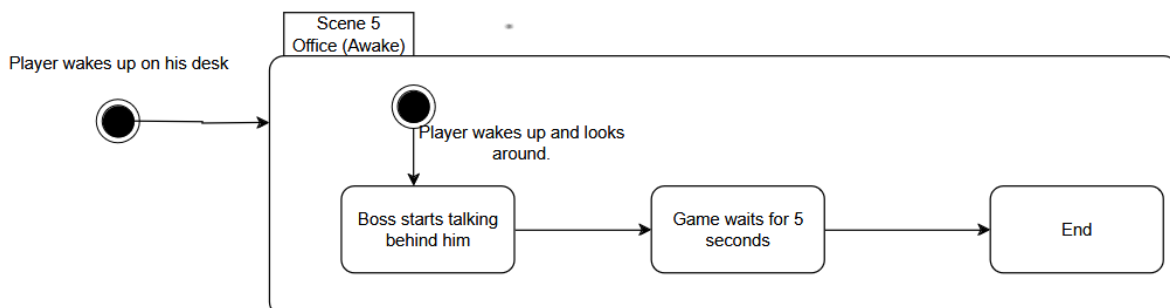 Scene 5
Office (Awake)
Player wakes up on his desk
Player wakes up and looks
around.
Boss starts talking
behind him
Game waits for 5
seconds
End